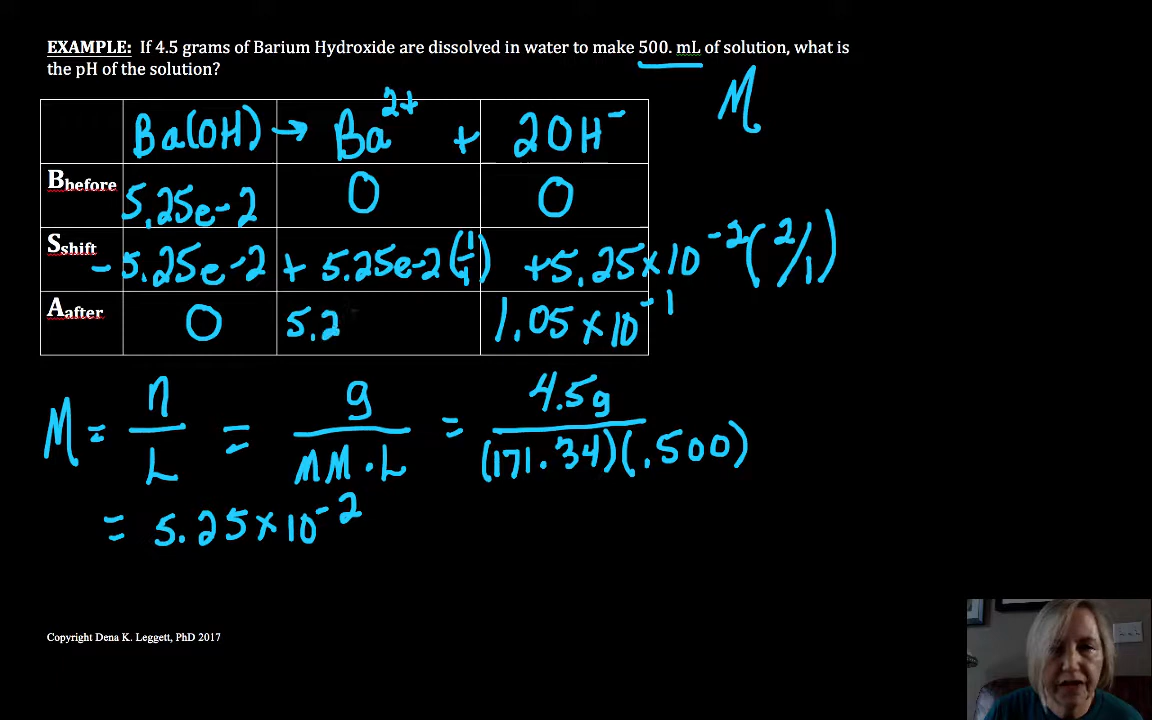 EXAMPLE: If 4.5 grams of Barium Hydroxide are dissolved in water to make 500. mL of solution, what is
the pH of the solution?
M
Ba(OH) → Ba²⁺ + 2OH⁻
Bhefore 5.25e-2 0 0
Sshift -5.25e-2 + 5.25e-2(1/1) +5.25×10⁻²(2/1)
Aafter 0 5.2 1.05×10⁻¹
M = n/L = g/MM·L = 4.5g/(171.34)(.500)
= 5.25×10⁻²
Copyright Dena K. Leggett, PhD 2017